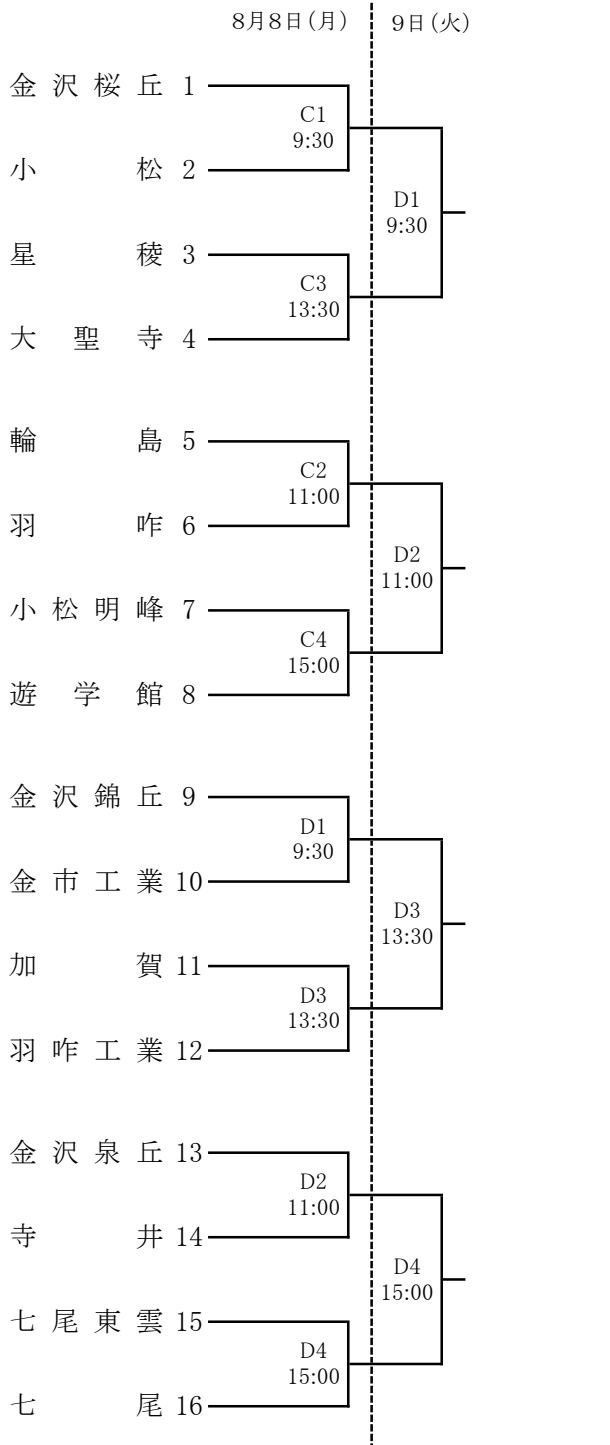 8月8日(月) 9日(火)
金沢桜丘 1
C1
9:30
小松 2
D1
9:30
星稜 3
C3
13:30
大聖寺 4
輪島 5
C2
11:00
羽咋 6
D2
11:00
小松明峰 7
C4
15:00
遊学館 8
金沢錦丘 9
D1
9:30
金市工業 10
D3
13:30
加賀 11
D3
13:30
羽咋工業 12
金沢泉丘 13
D2
11:00
寺井 14
D4
15:00
七尾東雲 15
D4
15:00
七尾 16